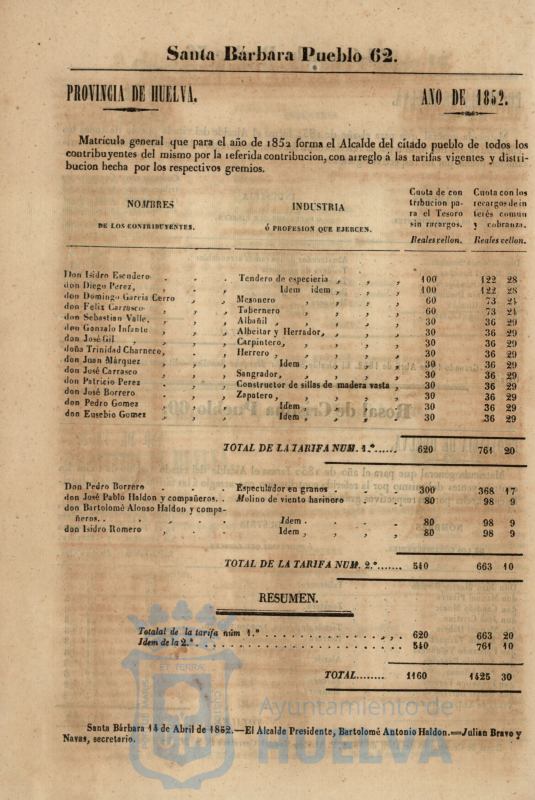 Santa Bárbara Pueblo 62.
PROVINCIA DE HUELVA. AÑO DE 1852.
Matrícula general que para el año de 1852 forma el Alcalde del citado pueblo de todos los
contribuyentes del mismo por la referida contribucion, con arreglo á las tarifas vigentes y distri-
bucion hecha por los respectivos gremios.
NOMBRES
DE LOS CONTRIBUYENTES.
INDUSTRIA
Ó PROFESION QUE EJERCEN.
Cuota de con
tribucion pa-
ra el Tesoro
sin racargos.
Reales vellon.
Cuota con los
recargos de in
terés comun
y cobranza.
Reales vellon.
Don Isidro Escudero . . . Tendero de especieria , , , 100 122 28
don Diego Perez, , , Idem idem , , , 100 122 28
don Domingo Garcia Cerro , , Mesonero , , , 60 73 24
don Feliz Carrasco , , , Tabernero , , , 60 73 24
don Sebastian Valle, , , Albañil , , , , 30 36 29
don Gonzalo Infante , , , Albeitar y Herrador, , , 30 36 29
don José Gil , , , Carpintero, , , , 30 36 29
doña Trinidad Charneco, , , Herrero , , , , 30 36 29
don Juan Márquez , , , Idem , , , 30 36 29
don José Carrasco , , , Sangrador, , , , 30 36 29
don Patricio Perez , , , Constructor de sillas de madera vasta , 30 36 29
don José Borrero , , , Zapatero, , , , 30 36 29
don Pedro Gomez , , , Idem , , , 30 36 29
don Eusebio Gomez , , , Idem , , , 30 36 29
TOTAL DE LA TARIFA NUM. 1.ª...... 620 761 20
Don Pedro Borrero . . . Especulador en granos . . . 300 368 17
don José Pablo Haldon y compañeros. . Molino de viento harinero . . 80 98 9
don Bartolomé Alonso Haldon y compa-
ñeros. . . . . Idem . . . 80 98 9
don Isidro Romero , . . Idem , . . 80 98 9
TOTAL DE LA TARIFA NUM. 2.ª....... 540 663 10
RESUMEN.
Totalal de la tarifa núm 1.ª . . . . . . . . . . . . . . . 620 663 20
Idem de la 2.ª . . . . . . . . . . . . . . . . . . . . 540 761 10
TOTAL........ 1160 1425 30
Santa Bárbara 14 de Abril de 1852.—El Alcalde Presidente, Bartolomé Antonio Haldon.—Julian Bravo y
Navas, secretario.
Ayuntamiento de
HUELVA